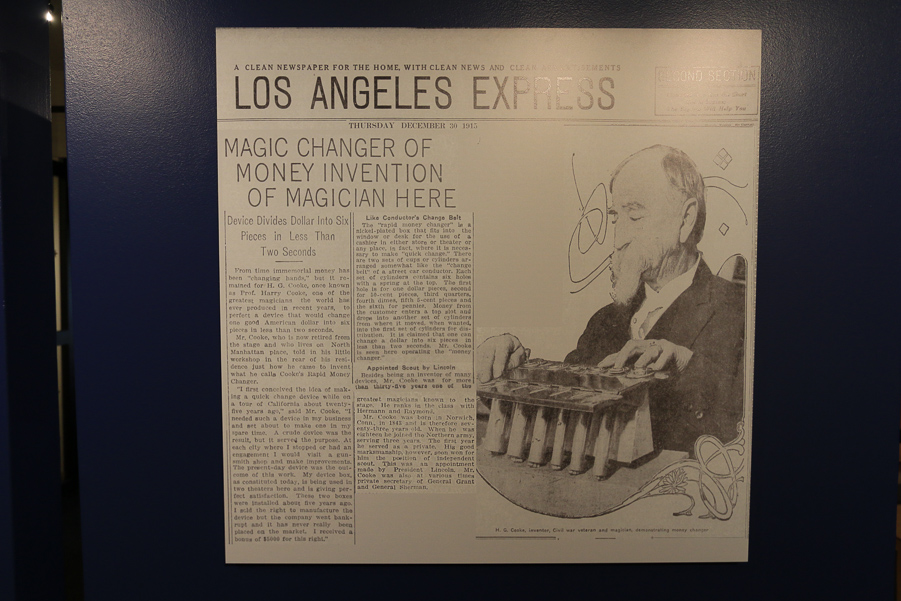 A CLEAN NEWSPAPER FOR THE HOME, WITH CLEAN NEWS AND CLEAN ADVERTISEMENTS
LOS ANGELES EXPRESS
SECOND SECTION
THURSDAY DECEMBER 30 1915
MAGIC CHANGER OF
MONEY INVENTION
OF MAGICIAN HERE
Device Divides Dollar Into Six
Pieces in Less Than
Two Seconds
From time immemorial money has
been "changing hands," but it re-
mained for H. G. Cooke, once known
as Prof. Harry Cooke, one of the
greatest magicians the world has
ever produced in recent years, to
perfect a device that would change
one good American dollar into six
pieces in less than two seconds.
Mr. Cooke, who is now retired from
the stage and who lives on North
Manhattan place, told in his little
workshop in the rear of his resi-
dence just how he came to invent
what he calls Cooke's Rapid Money
Changer.
"I first conceived the idea of mak-
ing a quick change device while on
a tour of California about twenty-
five years ago," said Mr. Cooke, "I
needed such a device in my business
and set about to make one in my
spare time. A crude device was the
result, but it served the purpose. At
each city where I stopped or had an
engagement I would visit a gun-
smith shop and make improvements.
The present-day device was the out-
come of this work. My device box,
as constituted today, is being used in
two theaters here and is giving per-
fect satisfaction. These two boxes
were installed about five years ago.
I sold the right to manufacture the
device but the company went bank-
rupt and it has never really been
placed on the market. I received a
bonus of $5000 for this right."
Like Conductor's Change Belt
The "rapid money changer" is a
nickel-plated box that fits into the
window or desk for the use of a
cashier in either store or theater or
any place, in fact, where it is neces-
sary to make "quick change." There
are two sets of cups or cylinders ar-
ranged somewhat like the "change
belt" of a street car conductor. Each
set of cylinders contains six holes
with a spring at the top. The first
hole is for one dollar pieces, second
for 50-cent pieces, third quarters,
fourth dimes, fifth 5-cent pieces and
the sixth for pennies. Money from
the customer enters a top slot and
drops into another set of cylinders
from where it moved, when wanted,
into the first set of cylinders for dis-
tribution. It is claimed that one can
change a dollar into six pieces in
less than two seconds. Mr. Cooke
is seen here operating the "money
changer."
Appointed Scout by Lincoln
Besides being an inventor of many
devices, Mr. Cooke was for more
than thirty-five years one of the
greatest magicians known to the
stage. He ranks in the class with
Hermann and Raymond.
Mr. Cooke was born in Norwich,
Conn., in 1843 and is therefore sev-
enty-three years old. When he was
eighteen he joined the Northern army,
serving three years. The first year
he served as a private. His good
marksmanship, however, soon won for
him the position of independent
scout. This was an appointment
made by President Lincoln. Mr.
Cooke was also at various times
private secretary of General Grant
and General Sherman.
H. G. Cooke, inventor, Civil war veteran and magician, demonstrating money changer